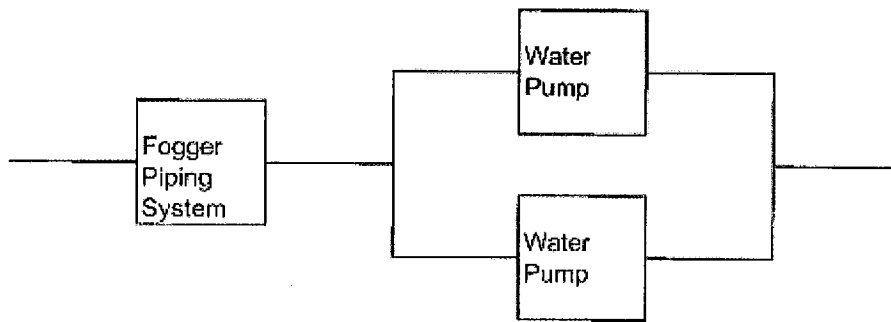 Water
Pump
Fogger
Piping
System
Water
Pump